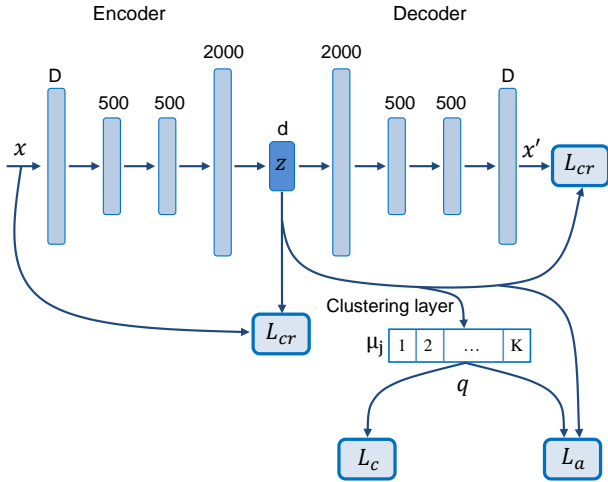 Encoder Decoder
2000 2000
D 500 500 d 500 500 D
x z x′ L_cr
Clustering layer
L_cr
μ_j 1 2 … K
q
L_c L_a